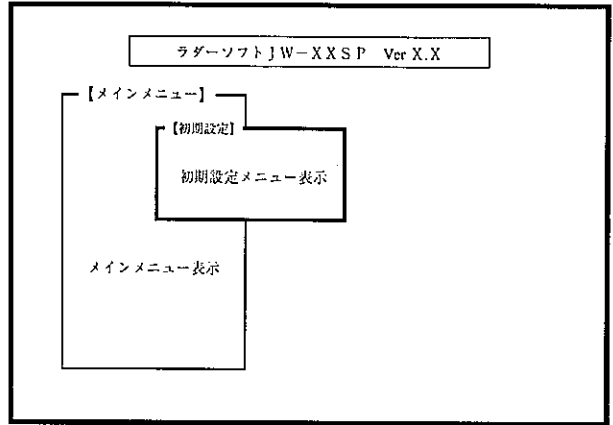 ラダーソフトJW-XXSP Ver X.X
【メインメニュー】
【初期設定】
初期設定メニュー表示
メインメニュー表示